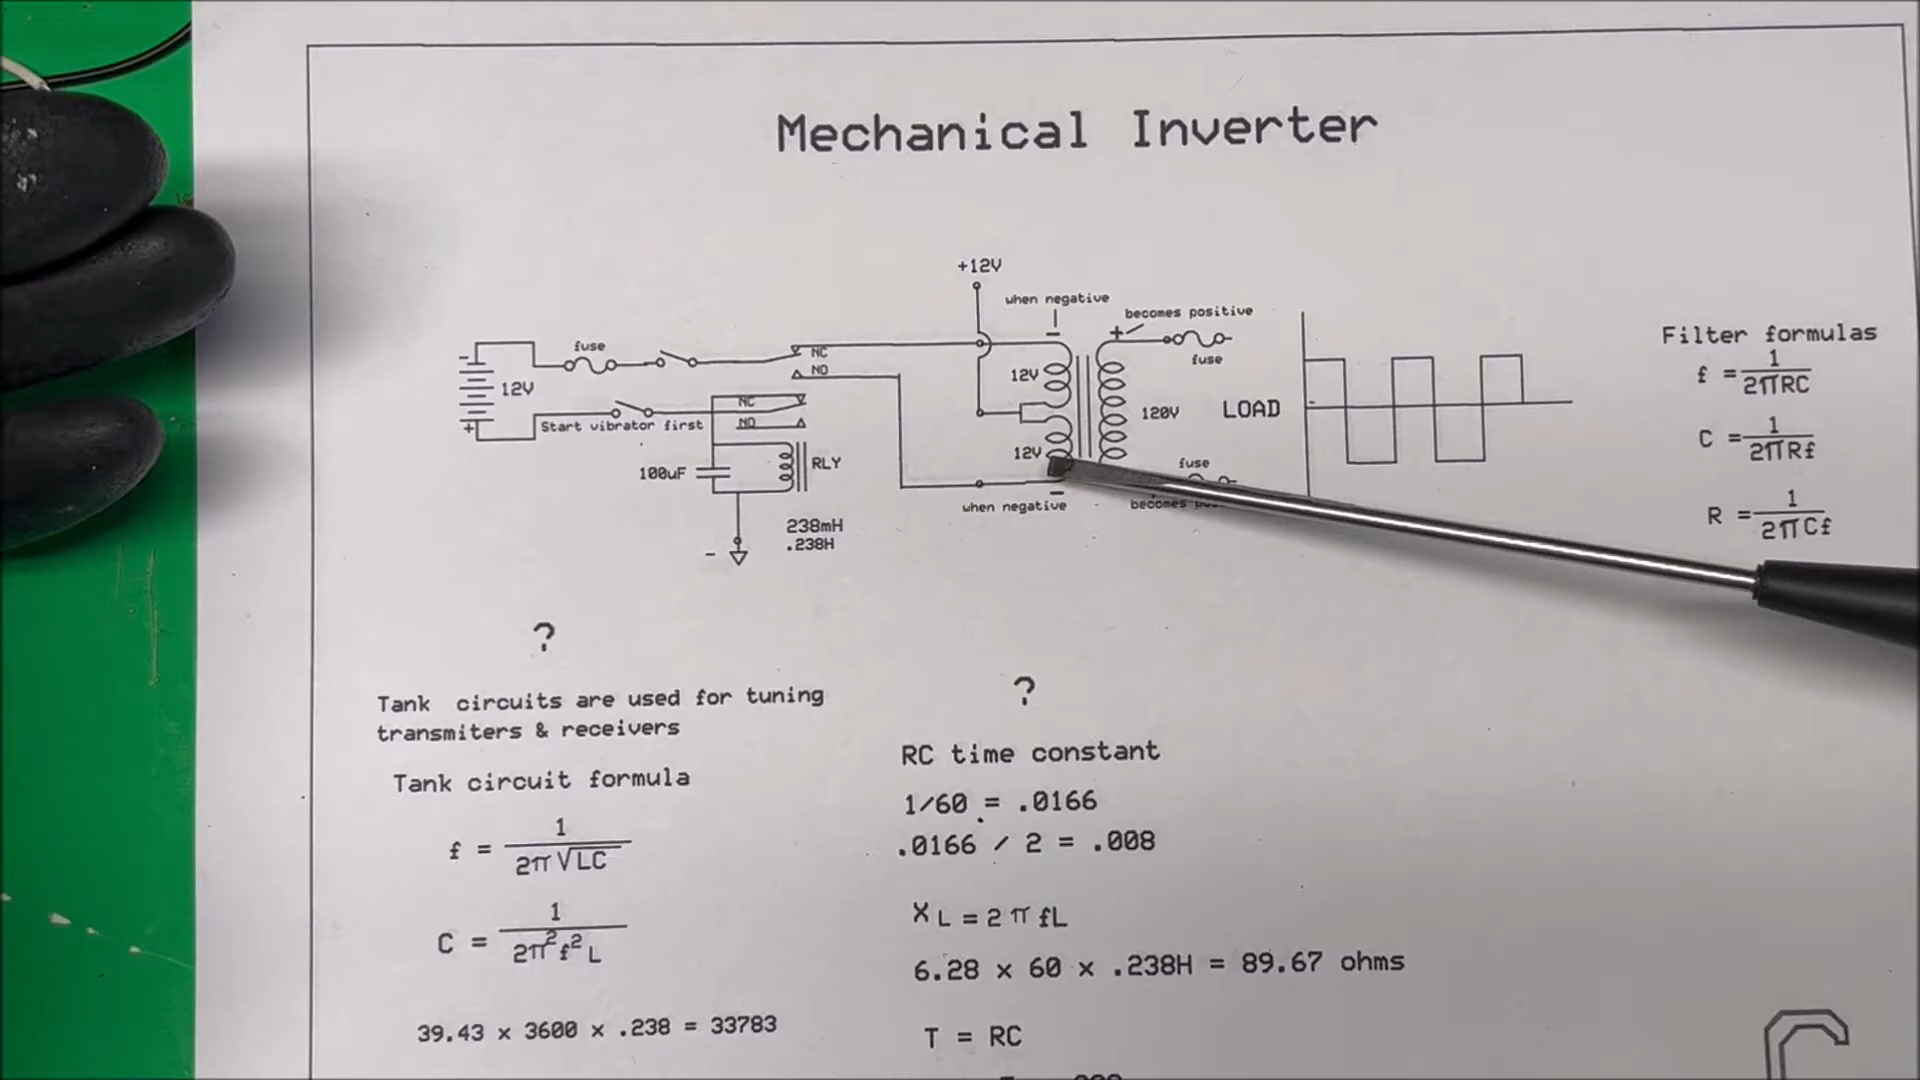 Mechanical Inverter
+12V
when negative
becomes positive
+
-
fuse
fuse
NC
NO
12V
12V
-
+
Start vibrator first
NC
NO
100uF
RLY
238mH
.238H
-
120V
LOAD
12V
fuse
-
when negative
becomes
Filter formulas
f = 1
2πRC
C = 1
2πRf
R = 1
2πCf
?
Tank circuits are used for tuning
transmiters & receivers
Tank circuit formula
f = 1
2π√LC
C = 1
2π²f²L
39.43 x 3600 x .238 = 33783
?
RC time constant
1/60 = .0166
.0166 / 2 = .008
XL = 2πfL
6.28 x 60 x .238H = 89.67 ohms
T = RC